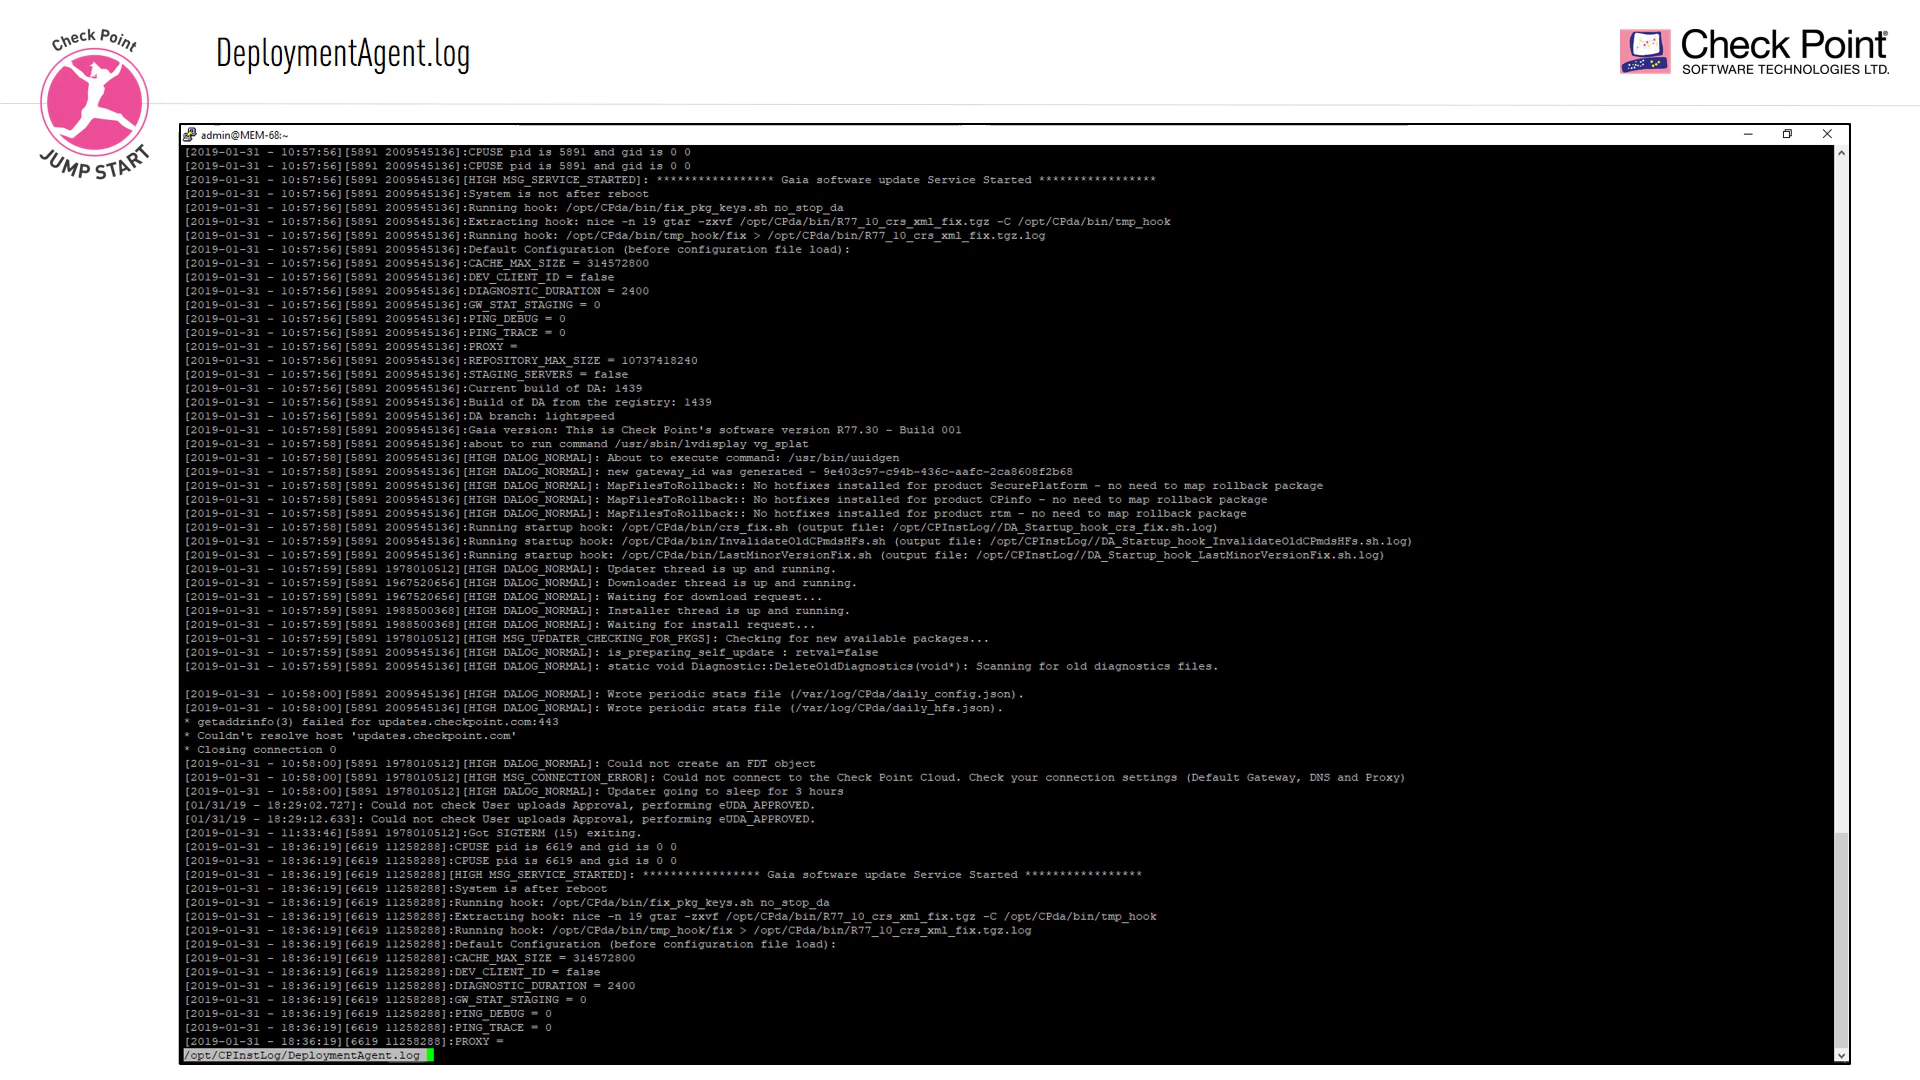 Check Point
JUMP START
DeploymentAgent.log
Check Point
SOFTWARE TECHNOLOGIES LTD.
admin@MEM-68:~
[2019-01-31 - 10:57:56][5891 2009545136]:CPUSE pid is 5891 and gid is 0 0
[2019-01-31 - 10:57:56][5891 2009545136]:CPUSE pid is 5891 and gid is 0 0
[2019-01-31 - 10:57:56][5891 2009545136][HIGH MSG_SERVICE_STARTED]: ***************** Gaia software update Service Started *****************
[2019-01-31 - 10:57:56][5891 2009545136]:System is not after reboot
[2019-01-31 - 10:57:56][5891 2009545136]:Running hook: /opt/CPda/bin/fix_pkg_keys.sh no_stop_da
[2019-01-31 - 10:57:56][5891 2009545136]:Extracting hook: nice -n 19 gtar -zxvf /opt/CPda/bin/R77_10_crs_xml_fix.tgz -C /opt/CPda/bin/tmp_hook
[2019-01-31 - 10:57:56][5891 2009545136]:Running hook: /opt/CPda/bin/tmp_hook/fix > /opt/CPda/bin/R77_10_crs_xml_fix.tgz.log
[2019-01-31 - 10:57:56][5891 2009545136]:Default Configuration (before configuration file load):
[2019-01-31 - 10:57:56][5891 2009545136]:CACHE_MAX_SIZE = 314572800
[2019-01-31 - 10:57:56][5891 2009545136]:DEV_CLIENT_ID = false
[2019-01-31 - 10:57:56][5891 2009545136]:DIAGNOSTIC_DURATION = 2400
[2019-01-31 - 10:57:56][5891 2009545136]:GW_STAT_STAGING = 0
[2019-01-31 - 10:57:56][5891 2009545136]:PING_DEBUG = 0
[2019-01-31 - 10:57:56][5891 2009545136]:PING_TRACE = 0
[2019-01-31 - 10:57:56][5891 2009545136]:PROXY =
[2019-01-31 - 10:57:56][5891 2009545136]:REPOSITORY_MAX_SIZE = 10737418240
[2019-01-31 - 10:57:56][5891 2009545136]:STAGING_SERVERS = false
[2019-01-31 - 10:57:56][5891 2009545136]:Current build of DA: 1439
[2019-01-31 - 10:57:56][5891 2009545136]:Build of DA from the registry: 1439
[2019-01-31 - 10:57:56][5891 2009545136]:DA branch: lightspeed
[2019-01-31 - 10:57:58][5891 2009545136]:Gaia version: This is Check Point's software version R77.30 - Build 001
[2019-01-31 - 10:57:58][5891 2009545136]:about to run command /usr/sbin/lvdisplay vg_splat
[2019-01-31 - 10:57:58][5891 2009545136][HIGH DALOG_NORMAL]: About to execute command: /usr/bin/uuidgen
[2019-01-31 - 10:57:58][5891 2009545136][HIGH DALOG_NORMAL]: new gateway_id was generated - 9e403c97-c94b-436c-aafc-2ca8608f2b68
[2019-01-31 - 10:57:58][5891 2009545136][HIGH DALOG_NORMAL]: MapFilesToRollback:: No hotfixes installed for product SecurePlatform - no need to map rollback package
[2019-01-31 - 10:57:58][5891 2009545136][HIGH DALOG_NORMAL]: MapFilesToRollback:: No hotfixes installed for product CPinfo - no need to map rollback package
[2019-01-31 - 10:57:58][5891 2009545136][HIGH DALOG_NORMAL]: MapFilesToRollback:: No hotfixes installed for product rtm - no need to map rollback package
[2019-01-31 - 10:57:58][5891 2009545136]:Running startup hook: /opt/CPda/bin/crs_fix.sh (output file: /opt/CPInstLog//DA_Startup_hook_crs_fix.sh.log)
[2019-01-31 - 10:57:59][5891 2009545136]:Running startup hook: /opt/CPda/bin/InvalidateOldCPmdsHFs.sh (output file: /opt/CPInstLog//DA_Startup_hook_InvalidateOldCPmdsHFs.sh.log)
[2019-01-31 - 10:57:59][5891 2009545136]:Running startup hook: /opt/CPda/bin/LastMinorVersionFix.sh (output file: /opt/CPInstLog//DA_Startup_hook_LastMinorVersionFix.sh.log)
[2019-01-31 - 10:57:59][5891 1978010512][HIGH DALOG_NORMAL]: Updater thread is up and running.
[2019-01-31 - 10:57:59][5891 1967520656][HIGH DALOG_NORMAL]: Downloader thread is up and running.
[2019-01-31 - 10:57:59][5891 1967520656][HIGH DALOG_NORMAL]: Waiting for download request...
[2019-01-31 - 10:57:59][5891 1988500368][HIGH DALOG_NORMAL]: Installer thread is up and running.
[2019-01-31 - 10:57:59][5891 1988500368][HIGH DALOG_NORMAL]: Waiting for install request...
[2019-01-31 - 10:57:59][5891 1978010512][HIGH MSG_UPDATER_CHECKING_FOR_PKGS]: Checking for new available packages...
[2019-01-31 - 10:57:59][5891 2009545136][HIGH DALOG_NORMAL]: is_preparing_self_update : retval=false
[2019-01-31 - 10:57:59][5891 2009545136][HIGH DALOG_NORMAL]: static void Diagnostic::DeleteOldDiagnostics(void*): Scanning for old diagnostics files.
[2019-01-31 - 10:58:00][5891 2009545136][HIGH DALOG_NORMAL]: Wrote periodic stats file (/var/log/CPda/daily_config.json).
[2019-01-31 - 10:58:00][5891 2009545136][HIGH DALOG_NORMAL]: Wrote periodic stats file (/var/log/CPda/daily_hfs.json).
* getaddrinfo(3) failed for updates.checkpoint.com:443
* Couldn't resolve host 'updates.checkpoint.com'
* Closing connection 0
[2019-01-31 - 10:58:00][5891 1978010512][HIGH DALOG_NORMAL]: Could not create an FDT object
[2019-01-31 - 10:58:00][5891 1978010512][HIGH MSG_CONNECTION_ERROR]: Could not connect to the Check Point Cloud. Check your connection settings (Default Gateway, DNS and Proxy)
[2019-01-31 - 10:58:00][5891 1978010512][HIGH DALOG_NORMAL]: Updater going to sleep for 3 hours
[01/31/19 - 18:29:02.727]: Could not check User uploads Approval, performing eUDA_APPROVED.
[01/31/19 - 18:29:12.633]: Could not check User uploads Approval, performing eUDA_APPROVED.
[2019-01-31 - 11:33:46][5891 1978010512]:Got SIGTERM (15) exiting.
[2019-01-31 - 18:36:19][6619 11258288]:CPUSE pid is 6619 and gid is 0 0
[2019-01-31 - 18:36:19][6619 11258288]:CPUSE pid is 6619 and gid is 0 0
[2019-01-31 - 18:36:19][6619 11258288][HIGH MSG_SERVICE_STARTED]: ***************** Gaia software update Service Started *****************
[2019-01-31 - 18:36:19][6619 11258288]:System is after reboot
[2019-01-31 - 18:36:19][6619 11258288]:Running hook: /opt/CPda/bin/fix_pkg_keys.sh no_stop_da
[2019-01-31 - 18:36:19][6619 11258288]:Extracting hook: nice -n 19 gtar -zxvf /opt/CPda/bin/R77_10_crs_xml_fix.tgz -C /opt/CPda/bin/tmp_hook
[2019-01-31 - 18:36:19][6619 11258288]:Running hook: /opt/CPda/bin/tmp_hook/fix > /opt/CPda/bin/R77_10_crs_xml_fix.tgz.log
[2019-01-31 - 18:36:19][6619 11258288]:Default Configuration (before configuration file load):
[2019-01-31 - 18:36:19][6619 11258288]:CACHE_MAX_SIZE = 314572800
[2019-01-31 - 18:36:19][6619 11258288]:DEV_CLIENT_ID = false
[2019-01-31 - 18:36:19][6619 11258288]:DIAGNOSTIC_DURATION = 2400
[2019-01-31 - 18:36:19][6619 11258288]:GW_STAT_STAGING = 0
[2019-01-31 - 18:36:19][6619 11258288]:PING_DEBUG = 0
[2019-01-31 - 18:36:19][6619 11258288]:PING_TRACE = 0
[2019-01-31 - 18:36:19][6619 11258288]:PROXY =
/opt/CPInstLog/DeploymentAgent.log